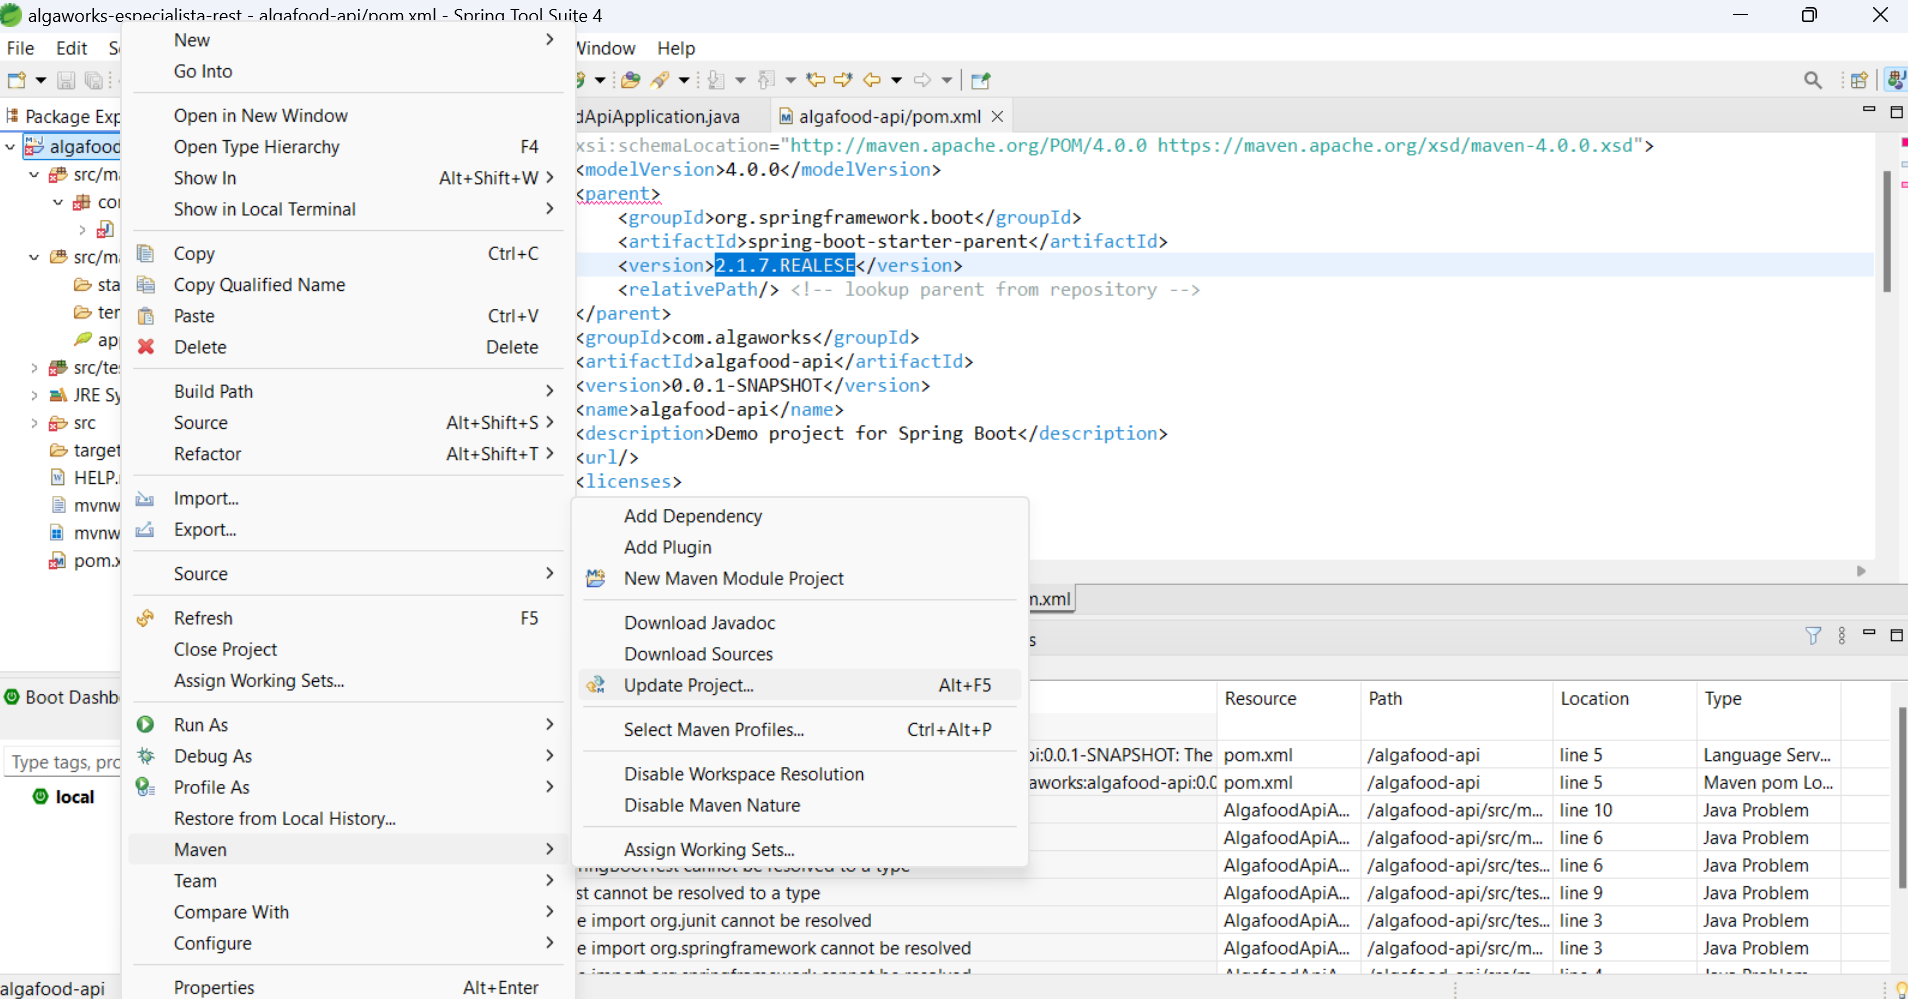 algaworks-especialista-rest - algafood-api/pom.xml - Spring Tool Suite 4
File Edit
Window Help
Package Exp
dApiApplication.java
algafood-api/pom.xml
algafood
src/m
src/m
sta
JRE Sy
src
target
HELP.
mvnw
mvnw
pom.x
New
Go Into
Open in New Window
Open Type Hierarchy F4
Show In Alt+Shift+W
Show in Local Terminal
Copy Ctrl+C
Copy Qualified Name
Paste Ctrl+V
Delete Delete
Build Path
Source Alt+Shift+S
Refactor Alt+Shift+T
Import...
Export...
Source
Refresh F5
Close Project
Assign Working Sets...
Run As
Debug As
Profile As
Restore from Local History...
Maven
Team
Compare With
Configure
Properties Alt+Enter
xsi:schemaLocation="http://maven.apache.org/POM/4.0.0 https://maven.apache.org/xsd/maven-4.0.0.xsd">
<modelVersion>4.0.0</modelVersion>
<parent>
<groupId>org.springframework.boot</groupId>
<artifactId>spring-boot-starter-parent</artifactId>
<version>2.1.7.REALESE</version>
<relativePath/> <!-- lookup parent from repository -->
</parent>
<groupId>com.algaworks</groupId>
<artifactId>algafood-api</artifactId>
<version>0.0.1-SNAPSHOT</version>
<name>algafood-api</name>
<description>Demo project for Spring Boot</description>
<url/>
<licenses>
Add Dependency
Add Plugin
New Maven Module Project
Download Javadoc
Download Sources
Update Project... Alt+F5
Select Maven Profiles... Ctrl+Alt+P
Disable Workspace Resolution
Disable Maven Nature
Assign Working Sets...
m.xml
s
Boot Dashb
Type tags, pro
local
Resource Path Location Type
pi:0.0.1-SNAPSHOT: The pom.xml /algafood-api line 5 Language Serv...
aworks:algafood-api:0.0 pom.xml /algafood-api line 5 Maven pom Lo...
AlgafoodApiA... /algafood-api/src/m... line 10 Java Problem
AlgafoodApiA... /algafood-api/src/m... line 6 Java Problem
cannot be resolved to a type AlgafoodApiA... /algafood-api/src/tes... line 6 Java Problem
st cannot be resolved to a type AlgafoodApiA... /algafood-api/src/tes... line 9 Java Problem
e import org.junit cannot be resolved AlgafoodApiA... /algafood-api/src/tes... line 3 Java Problem
e import org.springframework cannot be resolved AlgafoodApiA... /algafood-api/src/m... line 3 Java Problem
algafood-api